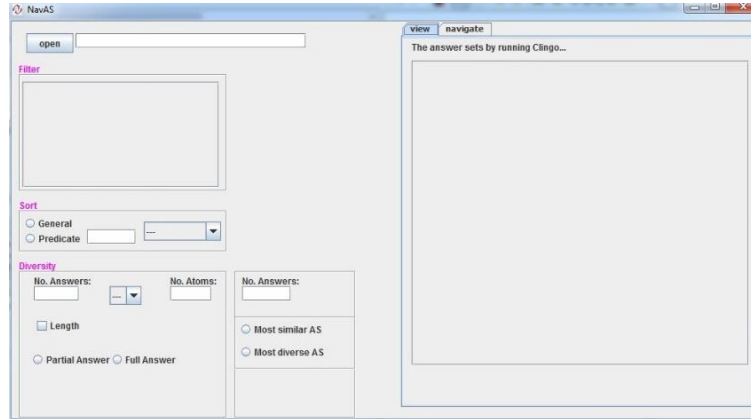 NavAS
open
view navigate
The answer sets by running Clingo...
Filter
Sort
General
Predicate
---
Diversity
No. Answers: No. Atoms: No. Answers:
---
Length
Most similar AS
Most diverse AS
Partial Answer Full Answer